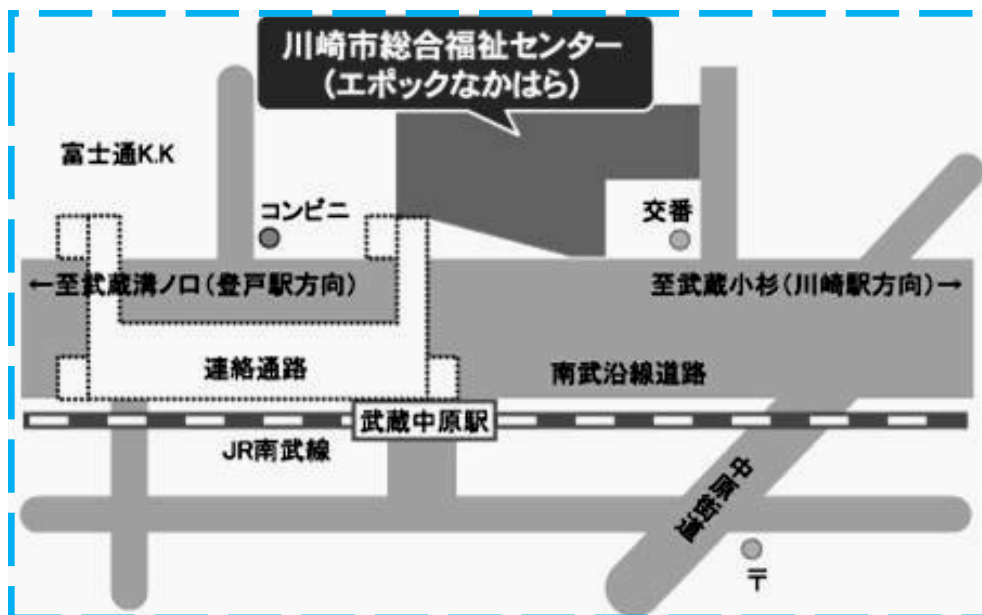 川崎市総合福祉センター
(エポックなかはら)
富士通K.K
コンビニ
交番
←至武蔵溝ノ口(登戸駅方向)
至武蔵小杉(川崎駅方向)→
連絡通路
南武沿線道路
武蔵中原駅
JR南武線
中原街道
〒